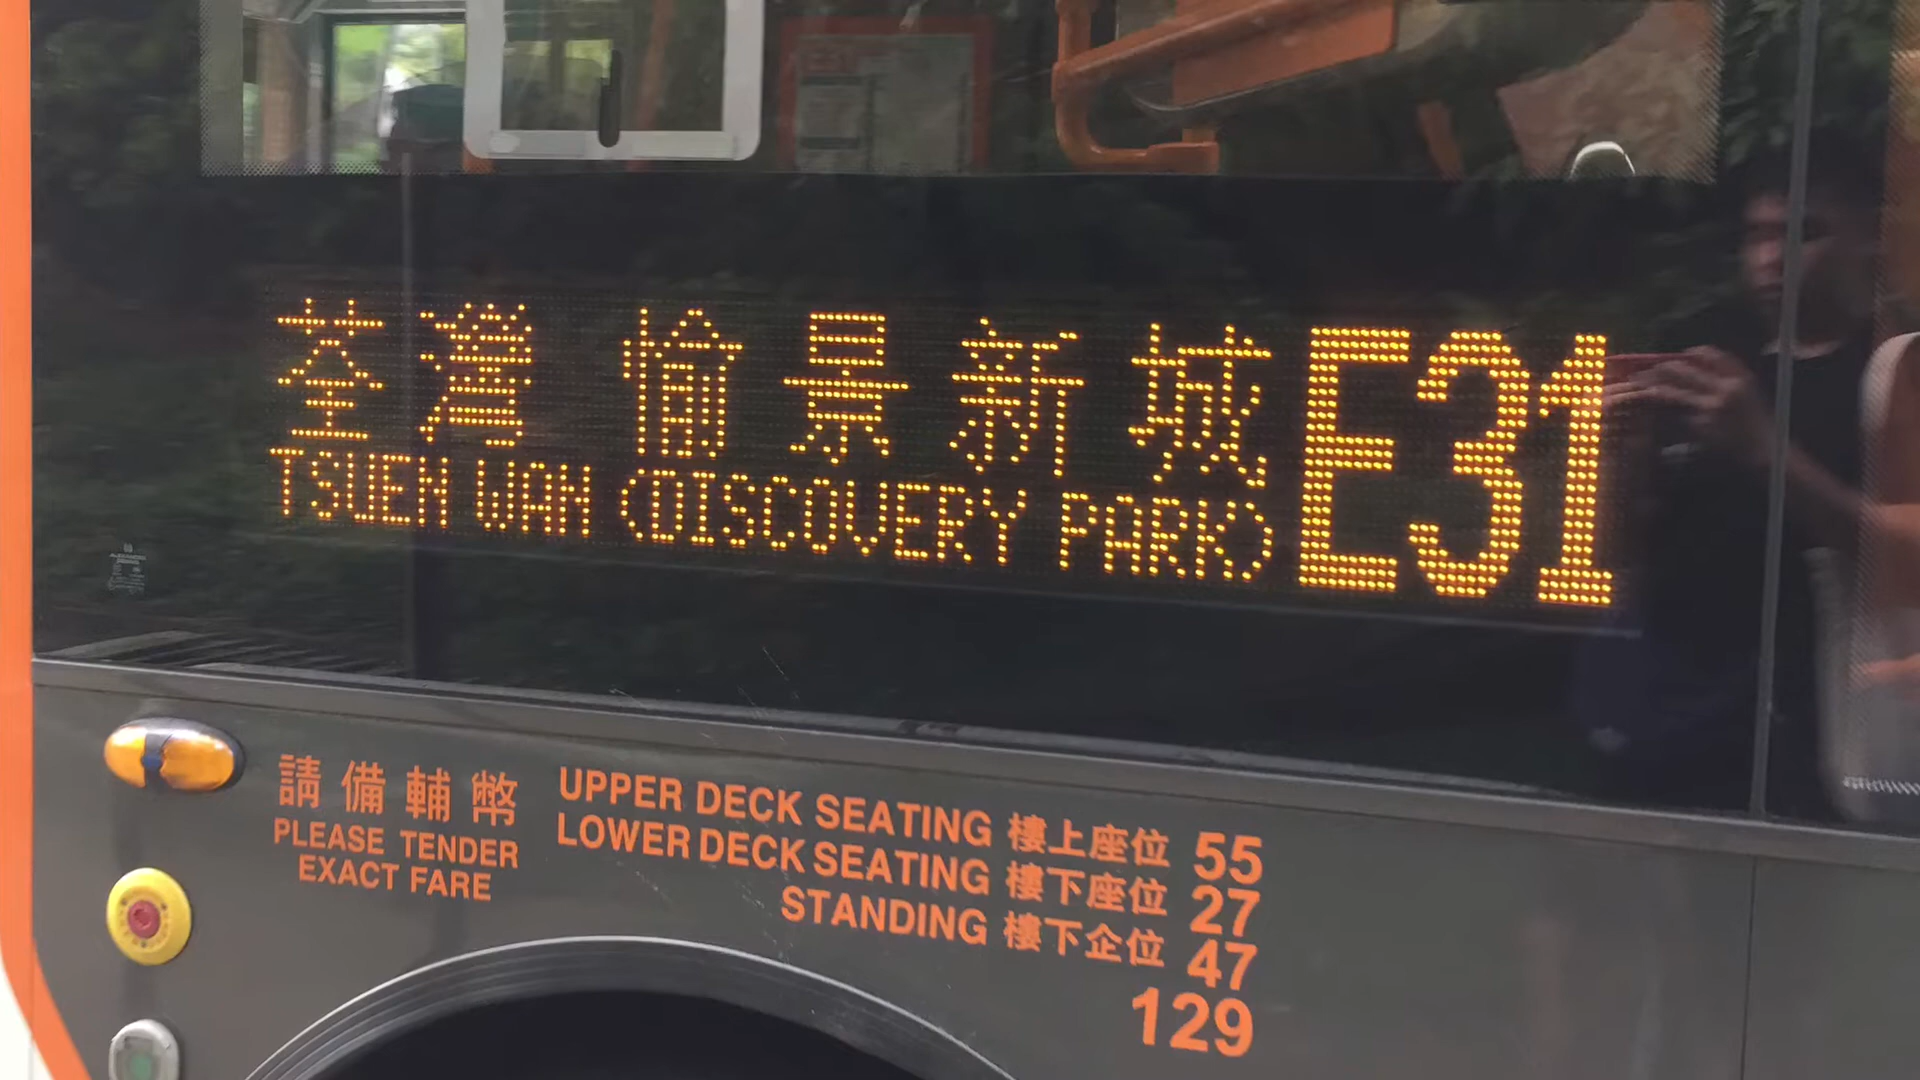 荃灣 愉景新城 E31
TSUEN WAN (DISCOVERY PARK)
請備輔幣
PLEASE TENDER
EXACT FARE
UPPER DECK SEATING 樓上座位 55
LOWER DECK SEATING 樓下座位 27
STANDING 樓下企位 47
129